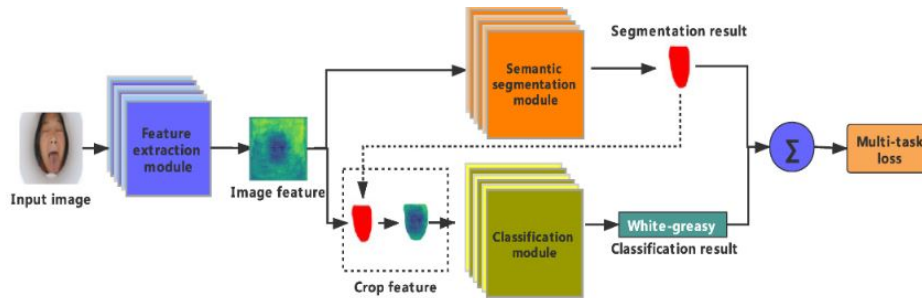 Input image
Feature
extraction
module
Image feature
Semantic
segmentation
module
Segmentation result
Crop feature
Classification
module
White-greasy
Classification result
Σ
Multi-task
loss